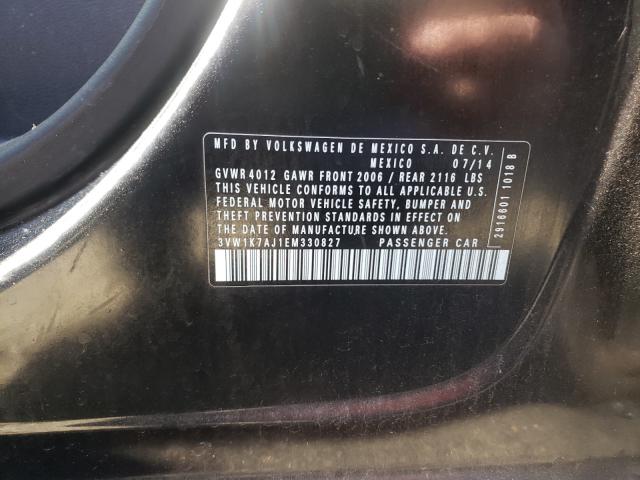 MFD BY VOLKSWAGEN DE MEXICO S.A. DE C.V.
MEXICO 07/14
GVWR 4012 GAWR FRONT 2006 / REAR 2116 LBS
THIS VEHICLE CONFORMS TO ALL APPLICABLE U.S.
FEDERAL MOTOR VEHICLE SAFETY, BUMPER AND
THEFT PREVENTION STANDARDS IN EFFECT ON
THE DATE OF MANUFACTURE SHOWN ABOVE.
3VW1K7AJ1EM330827 PASSENGER CAR
2916601 1018 B